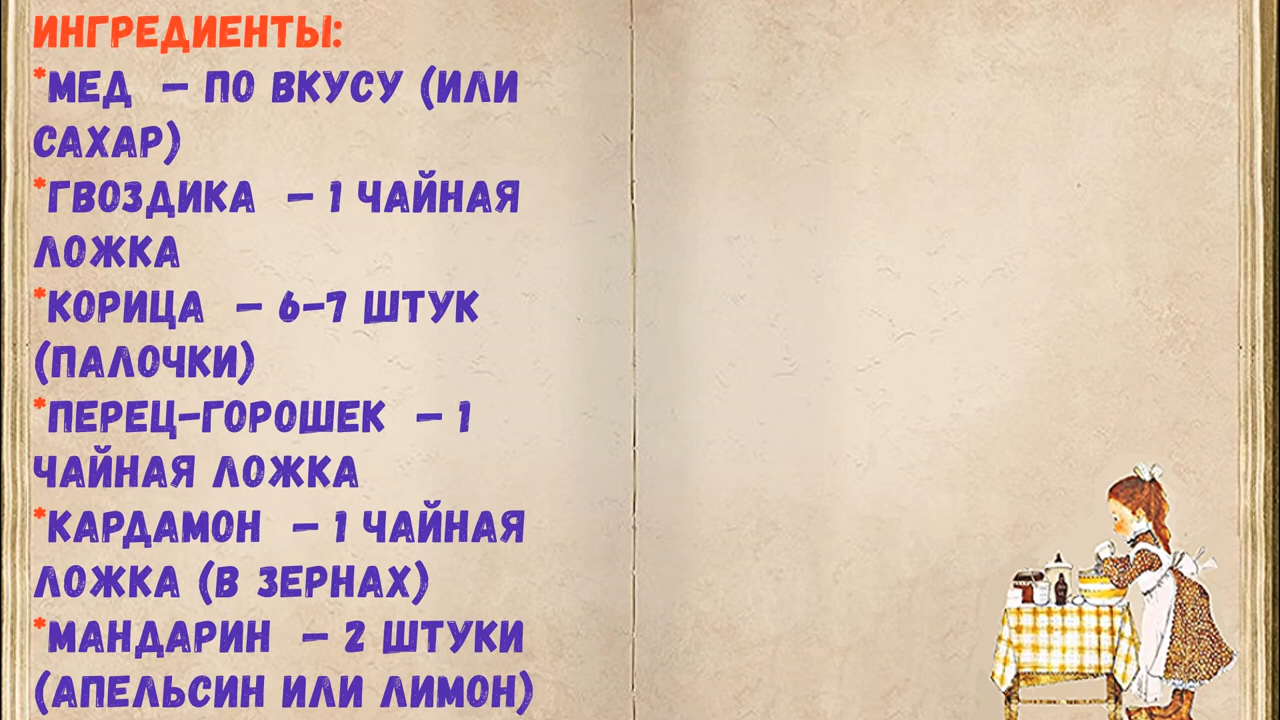 ИНГРЕДИЕНТЫ:
*МЕД – ПО ВКУСУ (ИЛИ
САХАР)
*ГВОЗДИКА – 1 ЧАЙНАЯ
ЛОЖКА
*КОРИЦА – 6-7 ШТУК
(ПАЛОЧКИ)
*ПЕРЕЦ-ГОРОШЕК – 1
ЧАЙНАЯ ЛОЖКА
*КАРДАМОН – 1 ЧАЙНАЯ
ЛОЖКА (В ЗЕРНАХ)
*МАНДАРИН – 2 ШТУКИ
(АПЕЛЬСИН ИЛИ ЛИМОН)